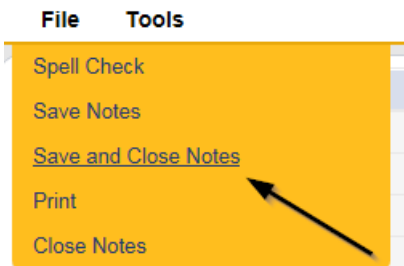 File Tools
Spell Check
Save Notes
Save and Close Notes
Print
Close Notes